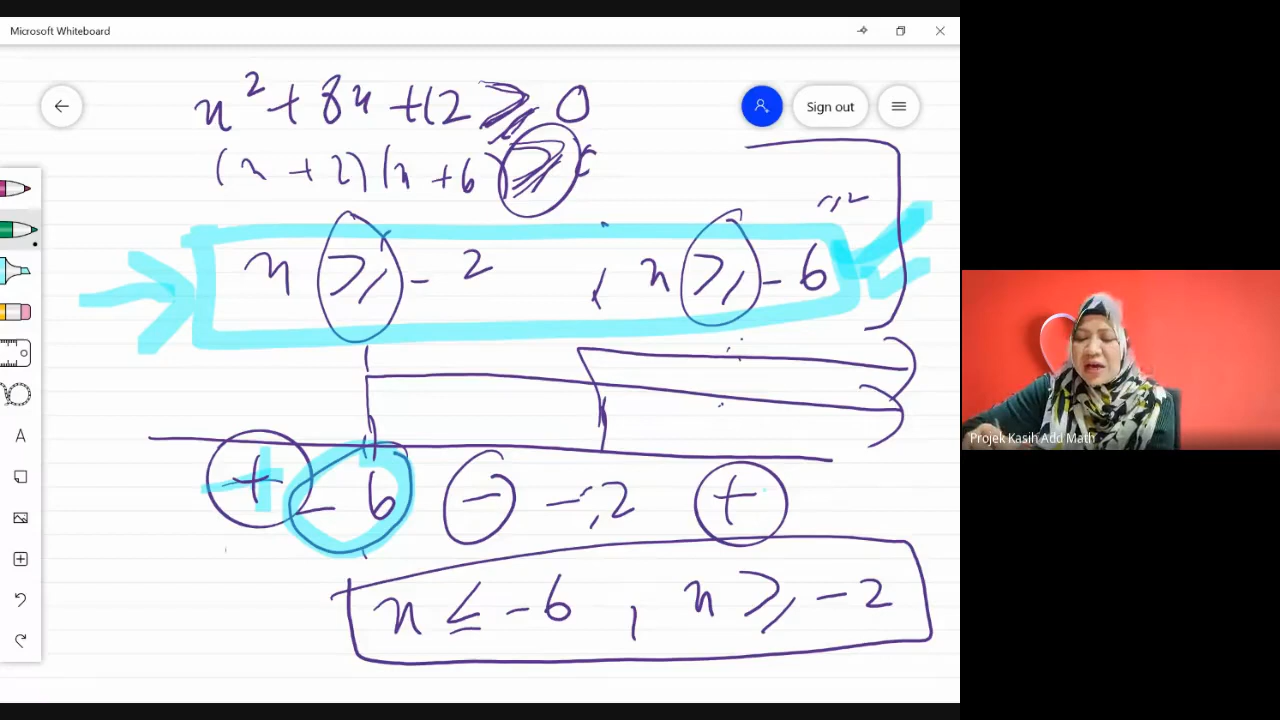 Microsoft Whiteboard
Sign out
x² + 8x + 12 ≥ 0
(x + 2)(x + 6) ≥
x ≥ - 2 , x ≥ - 6
+ - 6 - - 2 +
x ≤ - 6 , x ≥ - 2
A
Projek Kasih Add Math